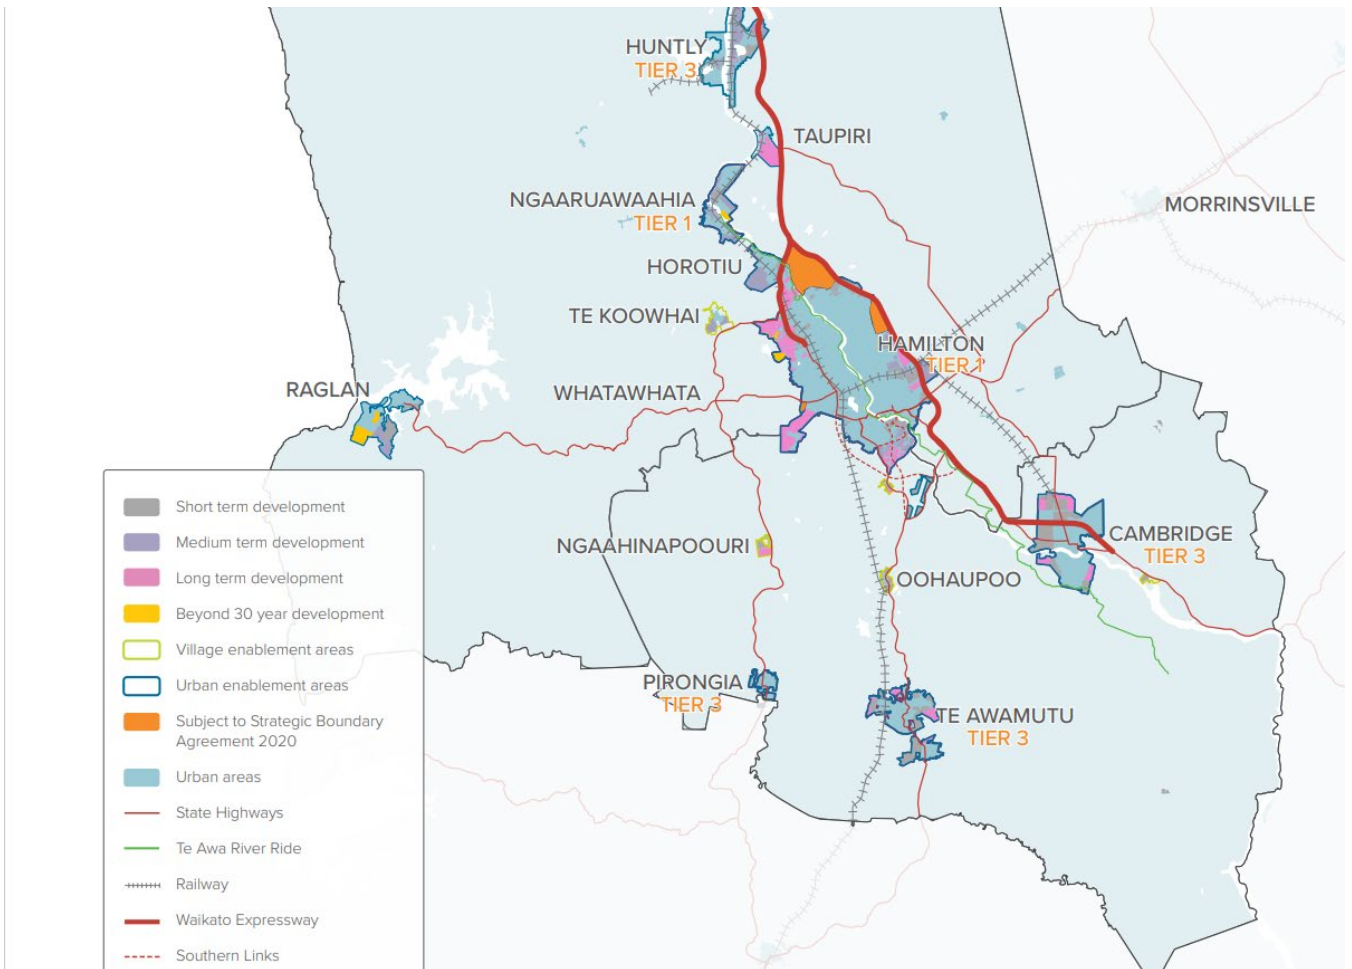 HUNTLY
TIER 3
TAUPIRI
NGAARUAWAAHIA
TIER 1
MORRINSVILLE
HOROTIU
TE KOOWHAI
HAMILTON
TIER 1
RAGLAN
WHATAWHATA
CAMBRIDGE
TIER 3
NGAAHINAPOOURI
OOHAUPOO
PIRONGIA
TIER 3
TE AWAMUTU
TIER 3
Short term development
Medium term development
Long term development
Beyond 30 year development
Village enablement areas
Urban enablement areas
Subject to Strategic Boundary
Agreement 2020
Urban areas
State Highways
Te Awa River Ride
Railway
Waikato Expressway
Southern Links